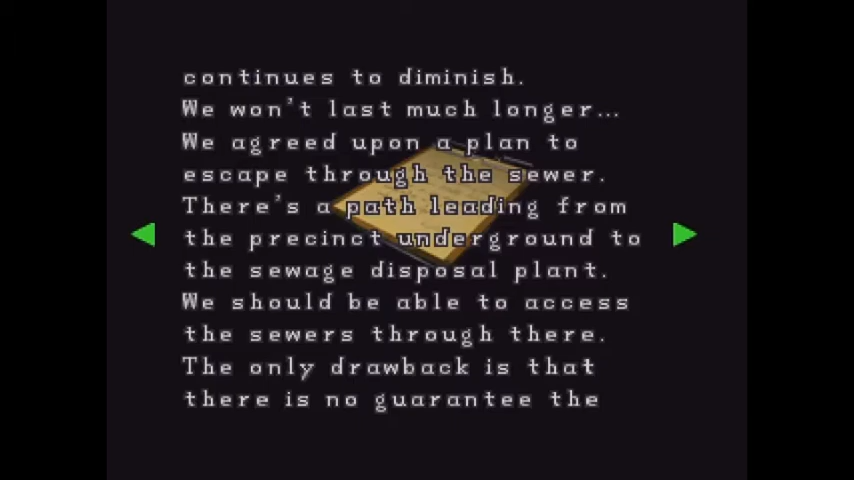 continues to diminish.
We won't last much longer...
We agreed upon a plan to
escape through the sewer.
There's a path leading from
the precinct underground to
the sewage disposal plant.
We should be able to access
the sewers through there.
The only drawback is that
there is no guarantee the